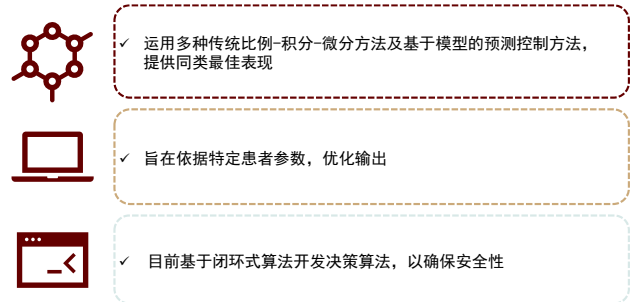 ✓ 运用多种传统比例-积分-微分方法及基于模型的预测控制方法，
提供同类最佳表现
✓ 旨在依据特定患者参数，优化输出
✓ 目前基于闭环式算法开发决策算法，以确保安全性